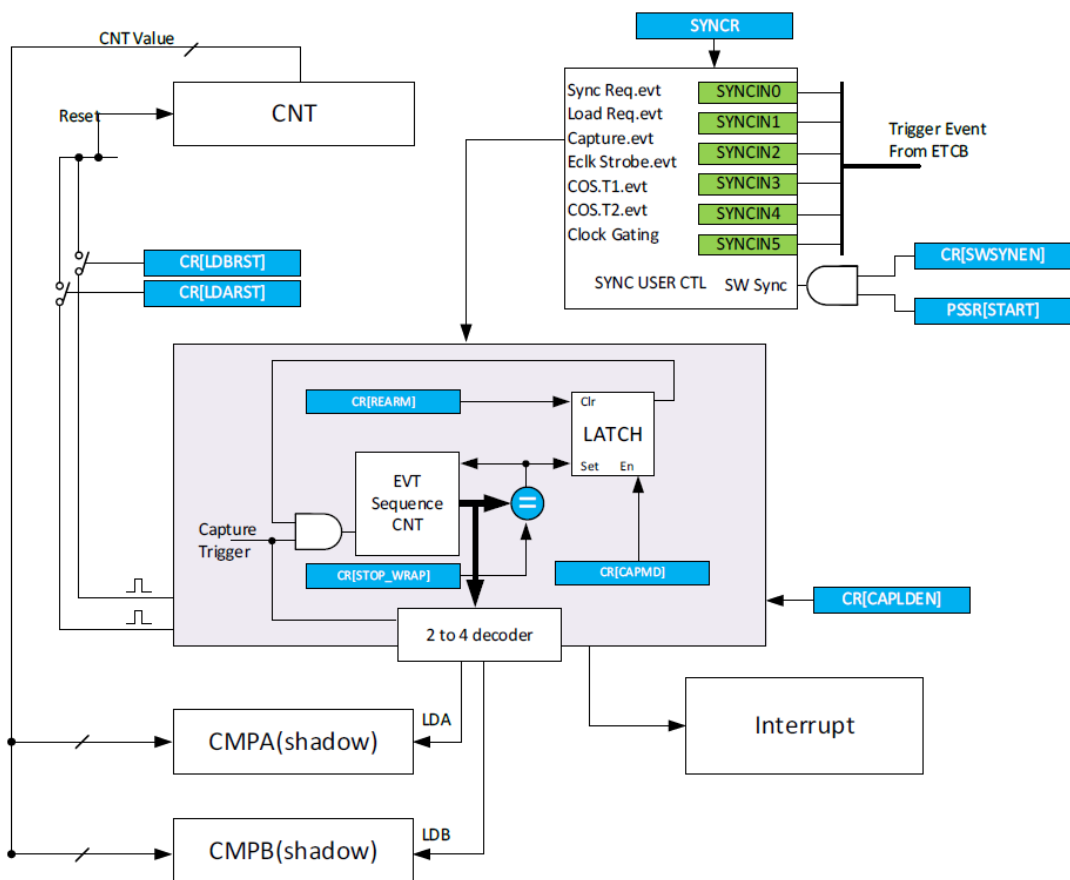 SYNCR
CNT Value
CNT
Reset
Sync Req.evt
Load Req.evt
Capture.evt
Eclk Strobe.evt
COS.T1.evt
COS.T2.evt
Clock Gating
SYNCIN0
SYNCIN1
SYNCIN2
SYNCIN3
SYNCIN4
SYNCIN5
Trigger Event
From ETCB
SYNC USER CTL
SW Sync
CR[SWSYNEN]
PSSR[START]
CR[LDBRST]
CR[LDARST]
CR[REARM]
Clr
LATCH
Set
En
EVT
Sequence
CNT
=
Capture
Trigger
CR[STOP_WRAP]
CR[CAPMD]
CR[CAPLDEN]
2 to 4 decoder
LDA
CMPA(shadow)
Interrupt
LDB
CMPB(shadow)